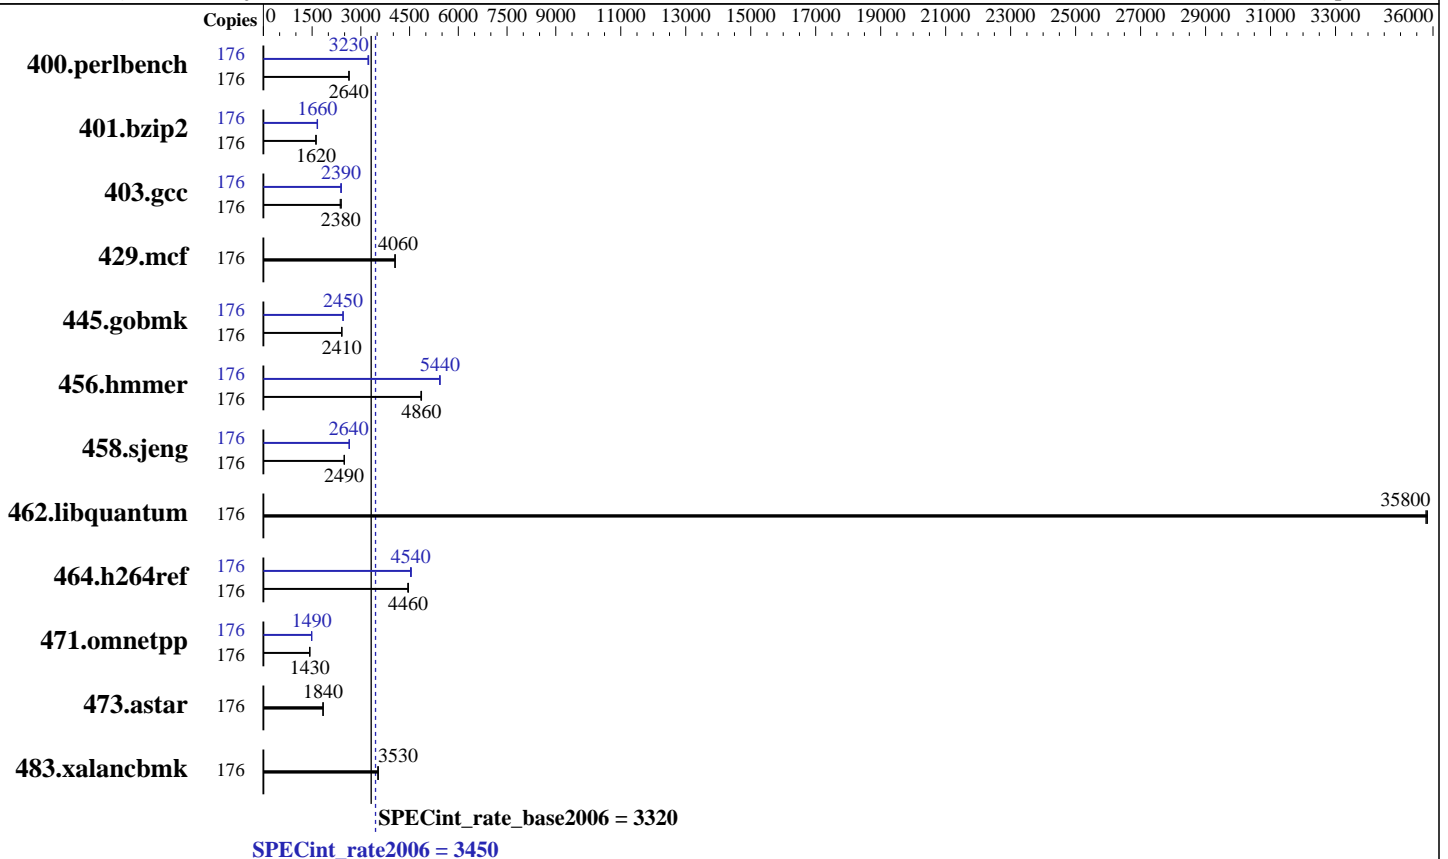 Copies 0 1500 3000 4500 6000 7500 9000 11000 13000 15000 17000 19000 21000 23000 25000 27000 29000 31000 33000 36000
400.perlbench 176 3230
176 2640
401.bzip2 176 1660
176 1620
403.gcc 176 2390
176 2380
429.mcf 176 4060
445.gobmk 176 2450
176 2410
456.hmmer 176 5440
176 4860
458.sjeng 176 2640
176 2490
462.libquantum 176 35800
464.h264ref 176 4540
176 4460
471.omnetpp 176 1490
176 1430
473.astar 176 1840
483.xalancbmk 176 3530
SPECint_rate_base2006 = 3320
SPECint_rate2006 = 3450